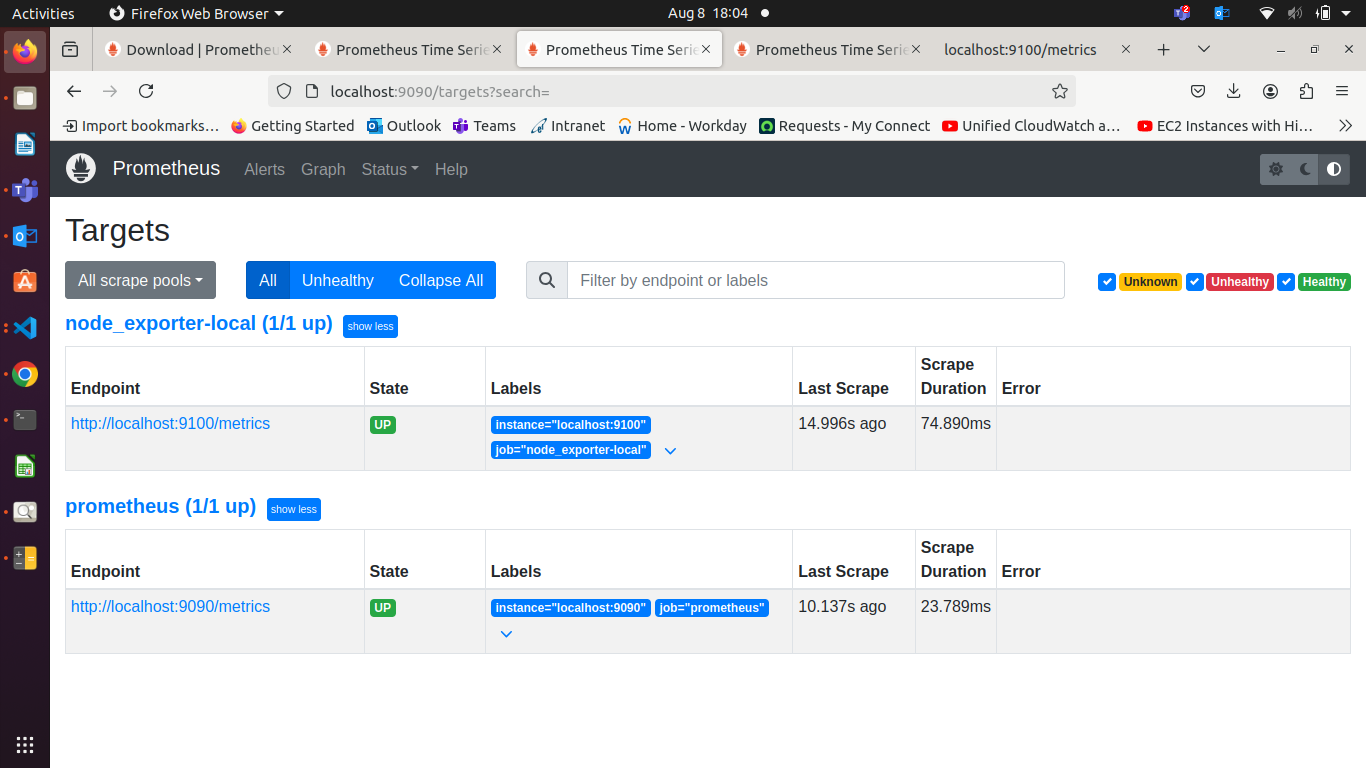 Activities Firefox Web Browser Aug 8 18:04 2
Download | Prometheu Prometheus Time Serie Prometheus Time Serie Prometheus Time Serie localhost:9100/metrics
localhost:9090/targets?search=
Import bookmarks… Getting Started Outlook Teams Intranet Home - Workday Requests - My Connect Unified CloudWatch a… EC2 Instances with Hi…
Prometheus Alerts Graph Status Help
Targets
All scrape pools All Unhealthy Collapse All Filter by endpoint or labels Unknown Unhealthy Healthy
node_exporter-local (1/1 up) show less
Endpoint State Labels Last Scrape Scrape Duration Error
http://localhost:9100/metrics UP instance="localhost:9100" 14.996s ago 74.890ms
job="node_exporter-local"
prometheus (1/1 up) show less
Endpoint State Labels Last Scrape Scrape Duration Error
http://localhost:9090/metrics UP instance="localhost:9090" job="prometheus" 10.137s ago 23.789ms